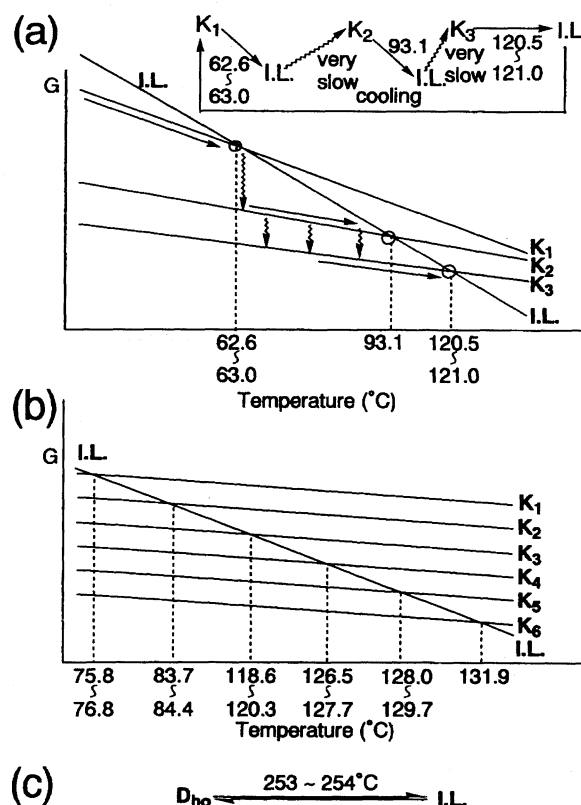 (a)
K₁ K₂ K₃ I.L.
62.6 ~ 63.0
I.L.
very slow
93.1
I.L.
very slow
120.5 ~ 121.0
cooling
G
I.L.
K₁
K₂
K₃
I.L.
62.6 93.1 120.5
~ ~
63.0 121.0
Temperature (°C)
(b)
G
I.L.
K₁
K₂
K₃
K₄
K₅
K₆
I.L.
75.8 83.7 118.6 126.5 128.0 131.9
~ ~ ~ ~ ~
76.8 84.4 120.3 127.7 129.7
Temperature (°C)
(c)
253 ~ 254°C
D_ho I.L.